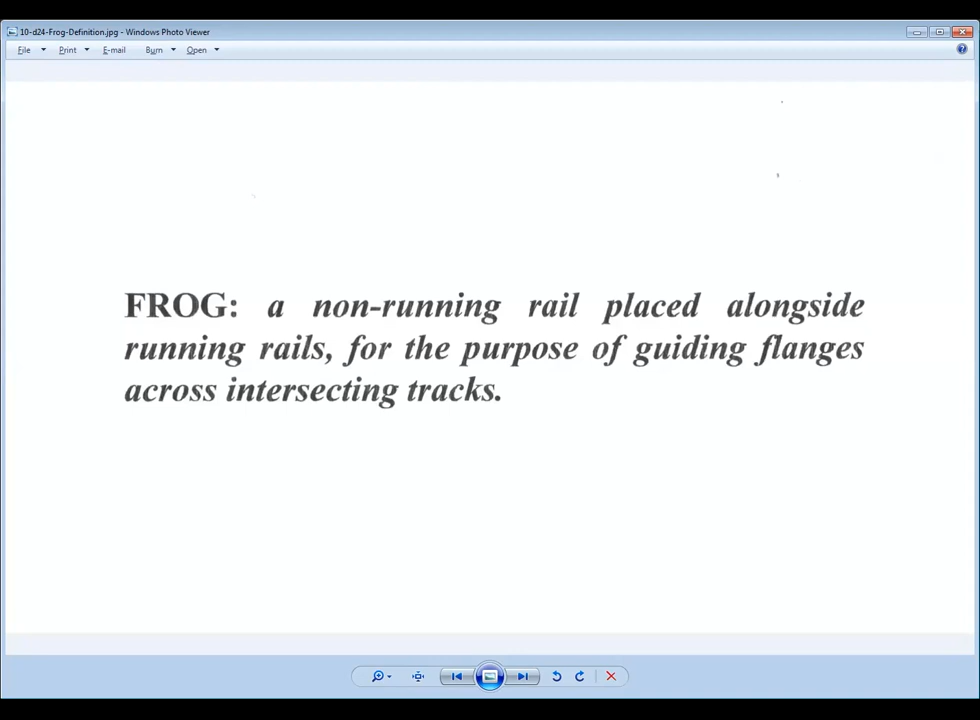 10-d24-Frog-Definition.jpg - Windows Photo Viewer
File Print E-mail Burn Open
FROG: a non-running rail placed alongside
running rails, for the purpose of guiding flanges
across intersecting tracks.